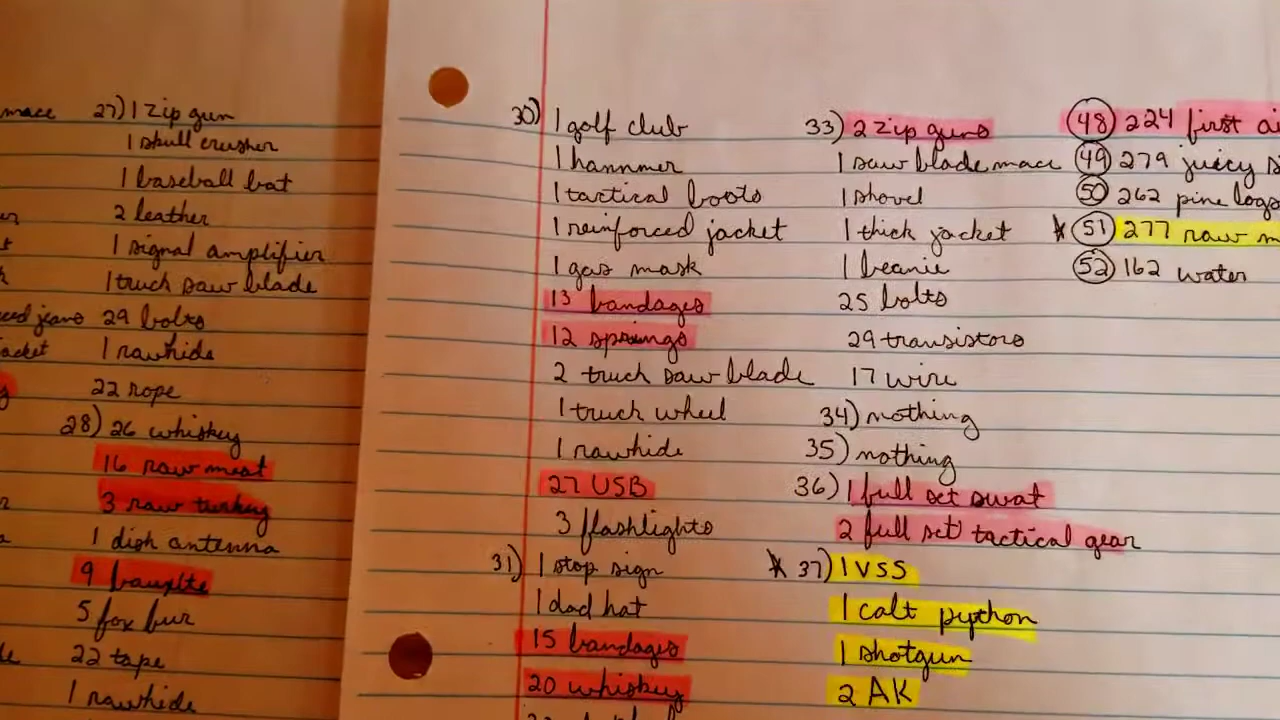 mace
27) 1 zip gun
1 skull crusher
1 baseball bat
2 leather
1 signal amplifier
1 truck saw blade
29 bolts
1 rawhide
22 rope
28) 26 whiskey
16 raw meat
3 raw turkey
1 dish antenna
9 bauxite
5 fox fur
22 tape
1 rawhide
30) 1 golf club
1 hannmer
1 tactical boots
1 reinforced jacket
1 gas mask
13 bandages
12 springs
2 truck saw blade
1 truck wheel
1 rawhide
27 USB
3 flashlights
31) 1 stop sign
1 dad hat
15 bandages
20 whiskey
33) 2 zip guns
1 saw blade mace
1 shovel
1 thick jacket
1 beanie
25 bolts
29 transistors
17 wire
34) nothing
35) nothing
36) 1 full set swat
2 full set tactical gear
37) 1 VSS
1 calt python
1 shotgun
2 AK
48 224 first ai
49 279 juicy s
50 262 pine logs
51 277 raw m
52 162 water